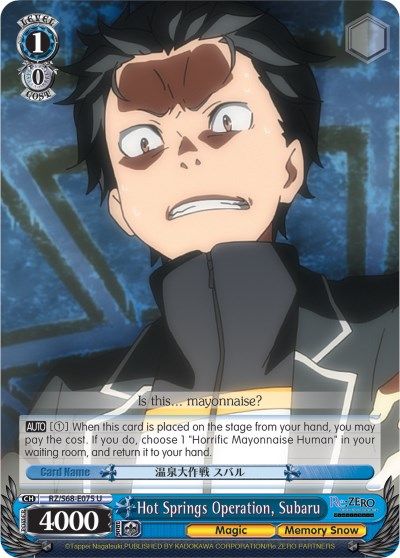 LEVEL
1
0
COST
Is this... mayonnaise?
AUTO [①] When this card is placed on the stage from your hand, you may
pay the cost. If you do, choose 1 "Horrific Mayonnaise Human" in your
waiting room, and return it to your hand.
Card Name 温泉大作戦 スバル
CH RZ/S68-E075 U
Hot Springs Operation, Subaru
Re:ZERO
POWER 4000 SOUL
Magic Memory Snow
©Tappei Nagatsuki,PUBLISHED BY KADOKAWA CORPORATION/Re:ZERO PARTNERS